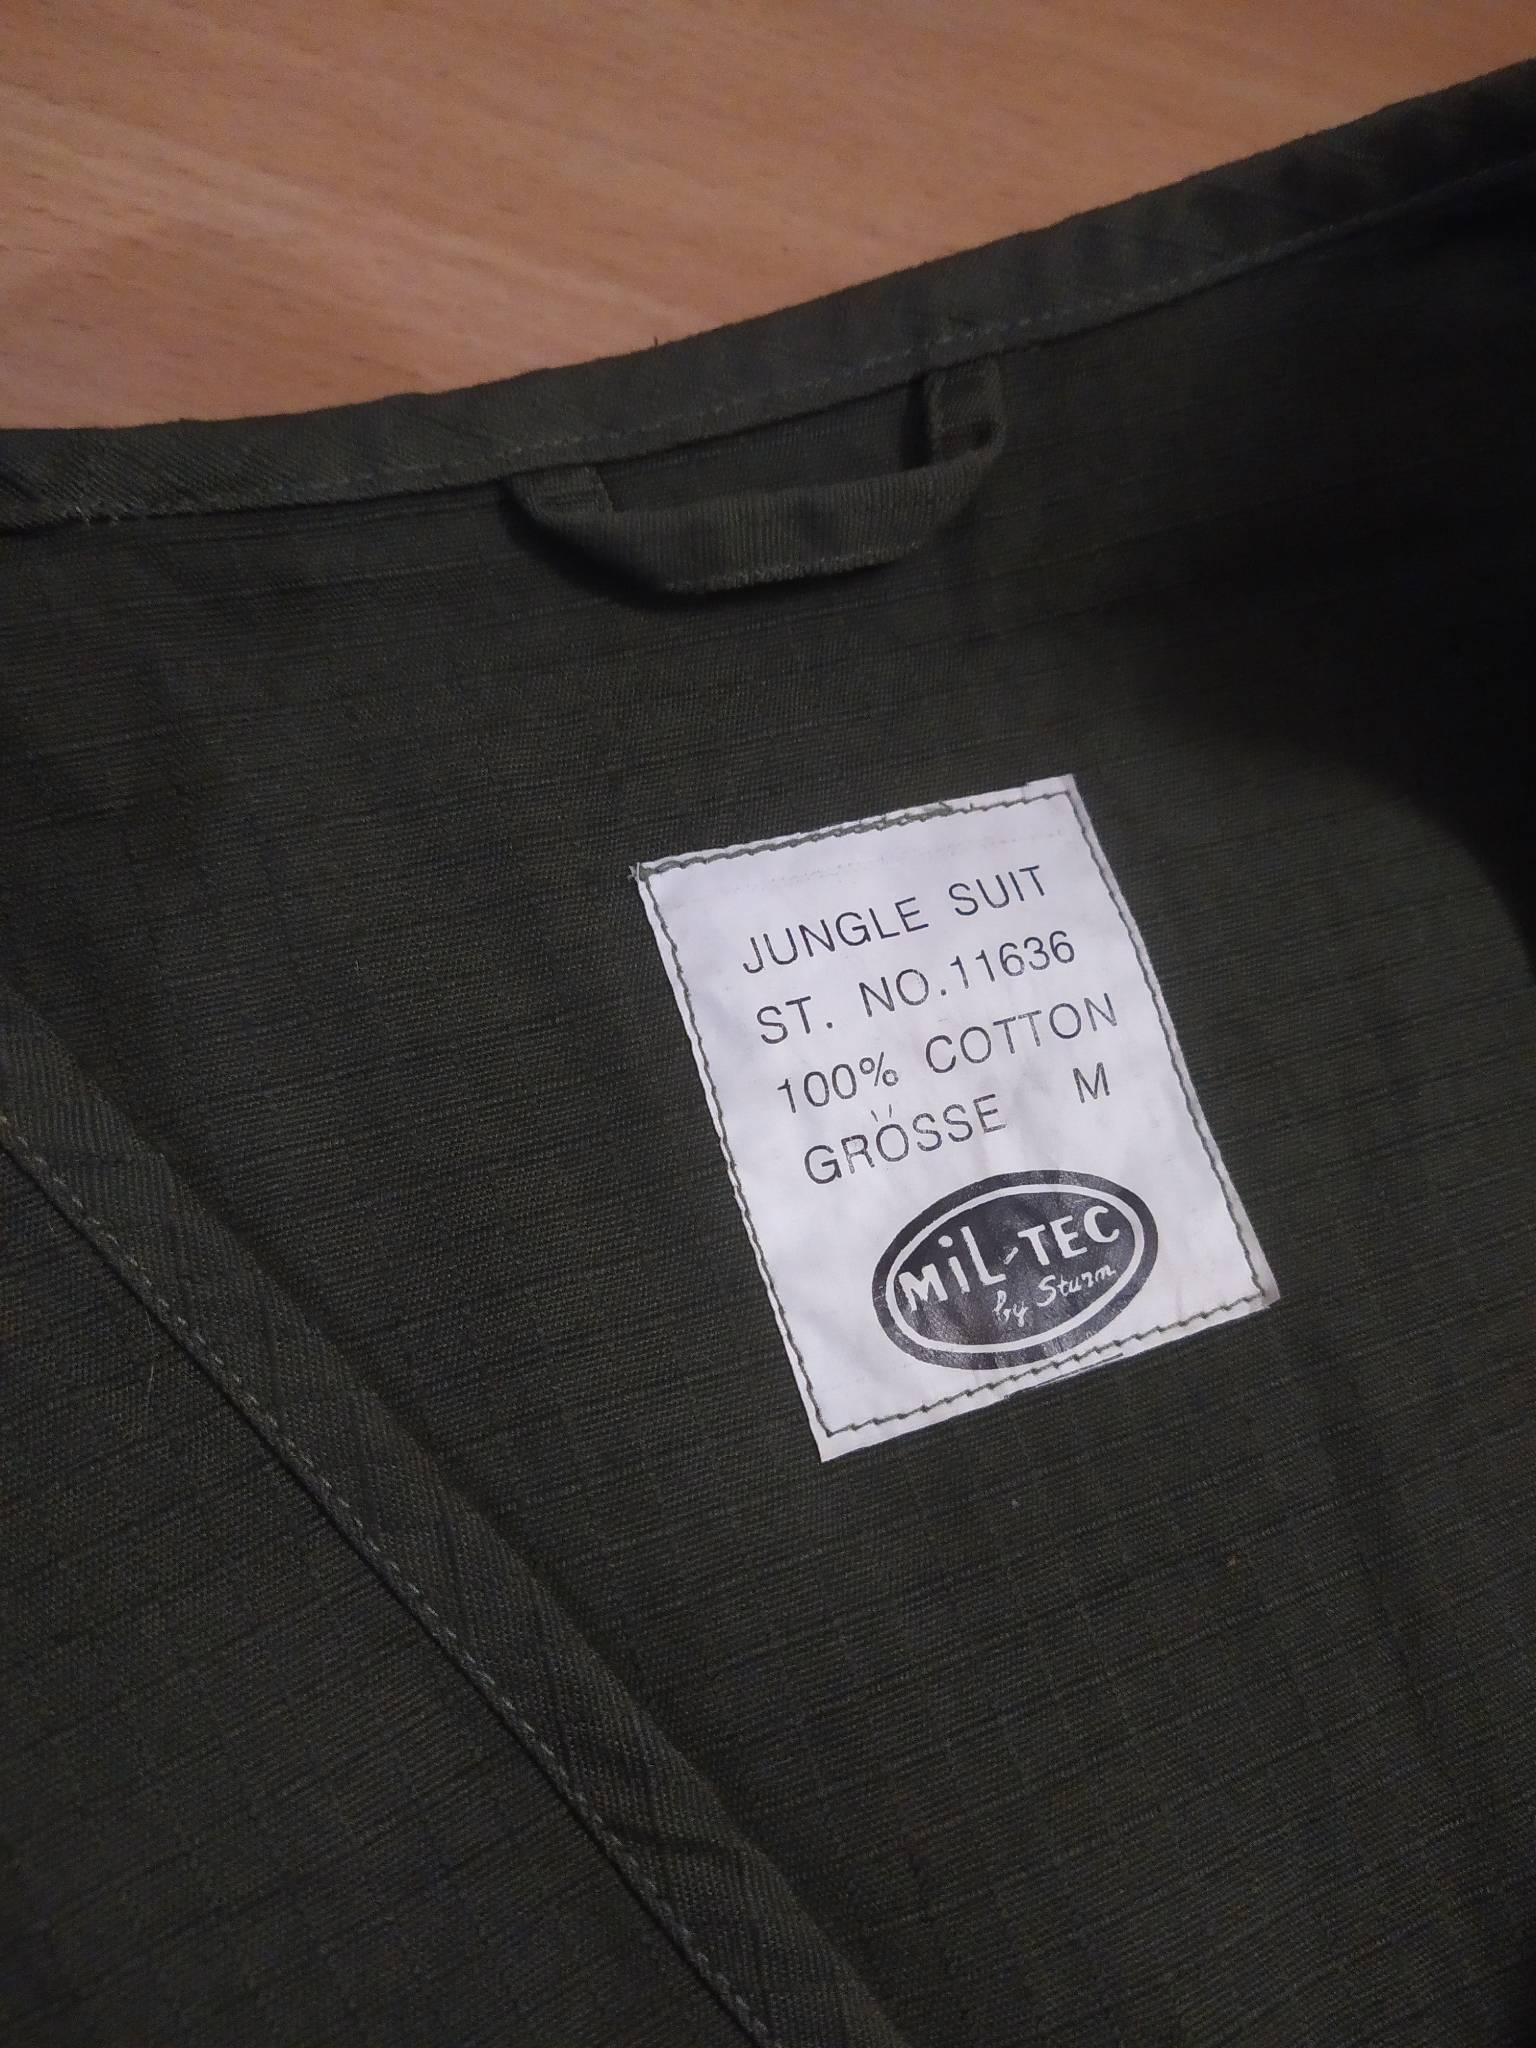 JUNGLE SUIT
ST. NO.11636
100% COTTON
GRÖSSE M
MiL-TEC
by Sturm